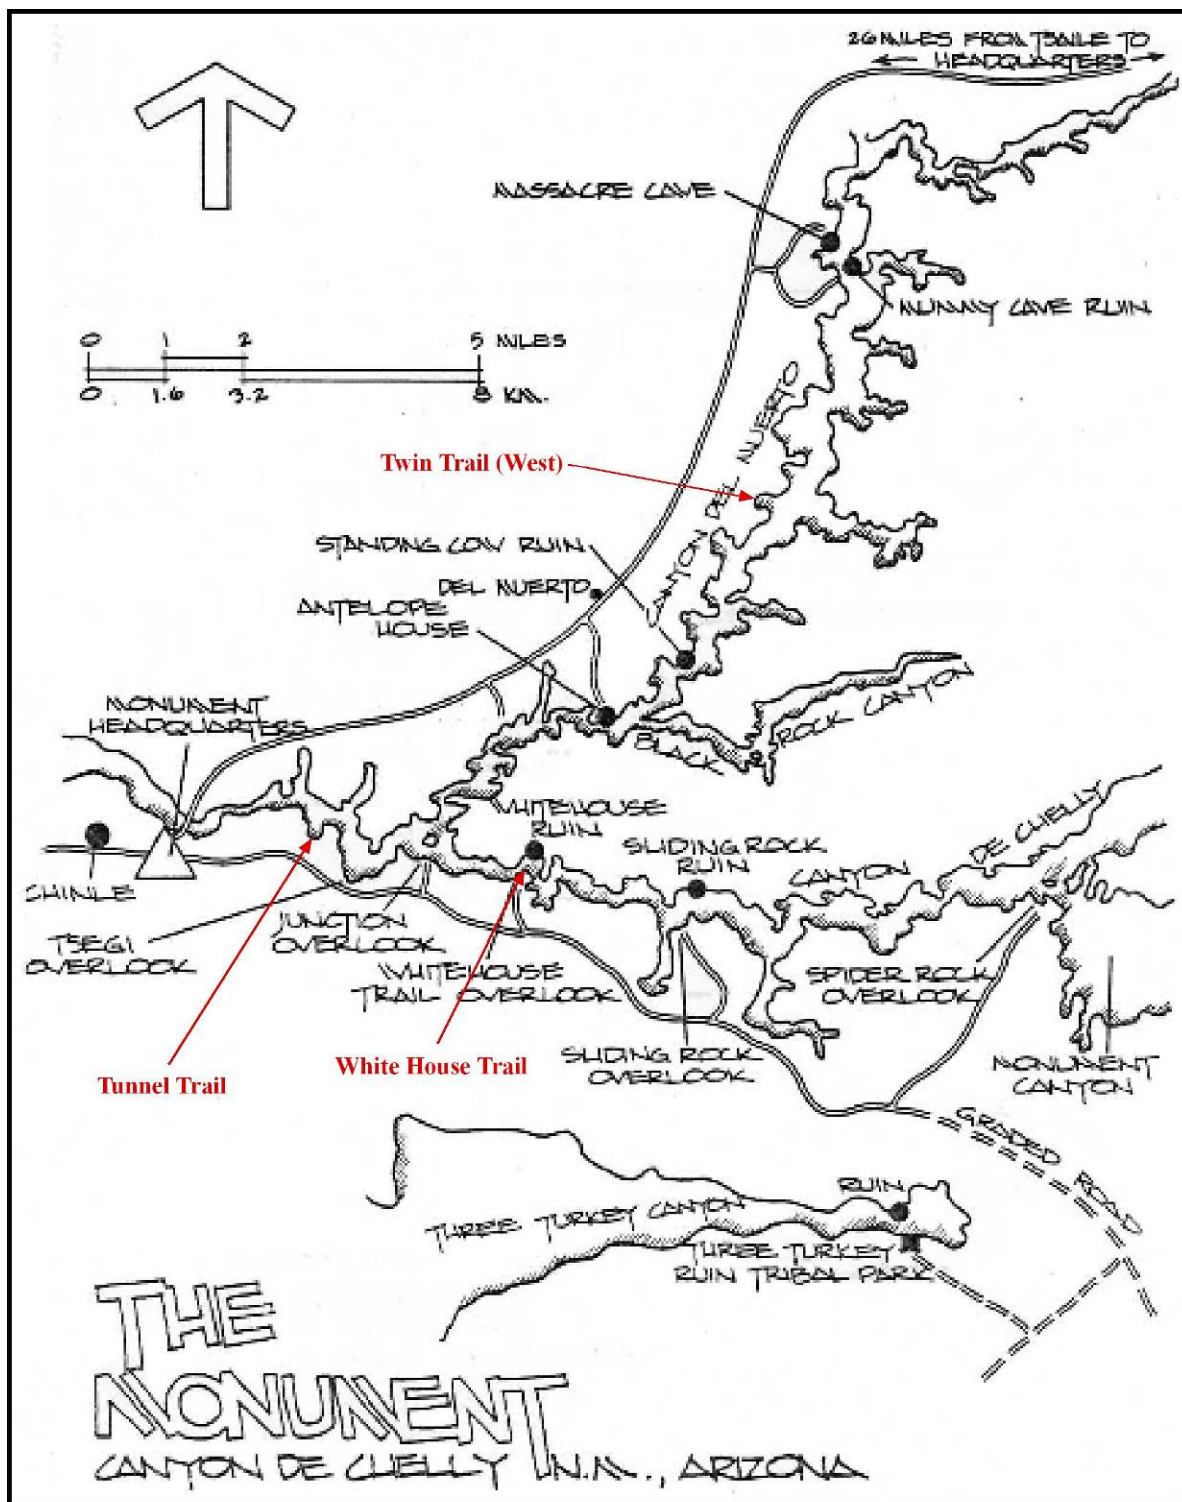 26 MILES FROM TSAILE TO
HEADQUARTERS
MASSACRE CAVE
MUMMY CAVE RUIN
0 1 2 5 MILES
0 1.6 3.2 8 KM.
CANYON DEL MUERTO
Twin Trail (West)
STANDING COW RUIN
DEL MUERTO
ANTELOPE
HOUSE
MONUMENT
HEADQUARTERS
BLACK
ROCK CANYON
WHITEHOUSE
RUIN
SLIDING ROCK
RUIN
CANYON
DE CHELLY
CHINLE
TSEGI
OVERLOOK
JUNCTION
OVERLOOK
WHITEHOUSE
TRAIL OVERLOOK
SPIDER ROCK
OVERLOOK
Tunnel Trail
White House Trail
SLIDING ROCK
OVERLOOK
MONUMENT
CANYON
GRADED ROAD
RUIN
THREE TURKEY CANYON
THREE TURKEY
RUIN TRIBAL PARK
THE
MONUMENT
CANYON DE CHELLY N.M., ARIZONA